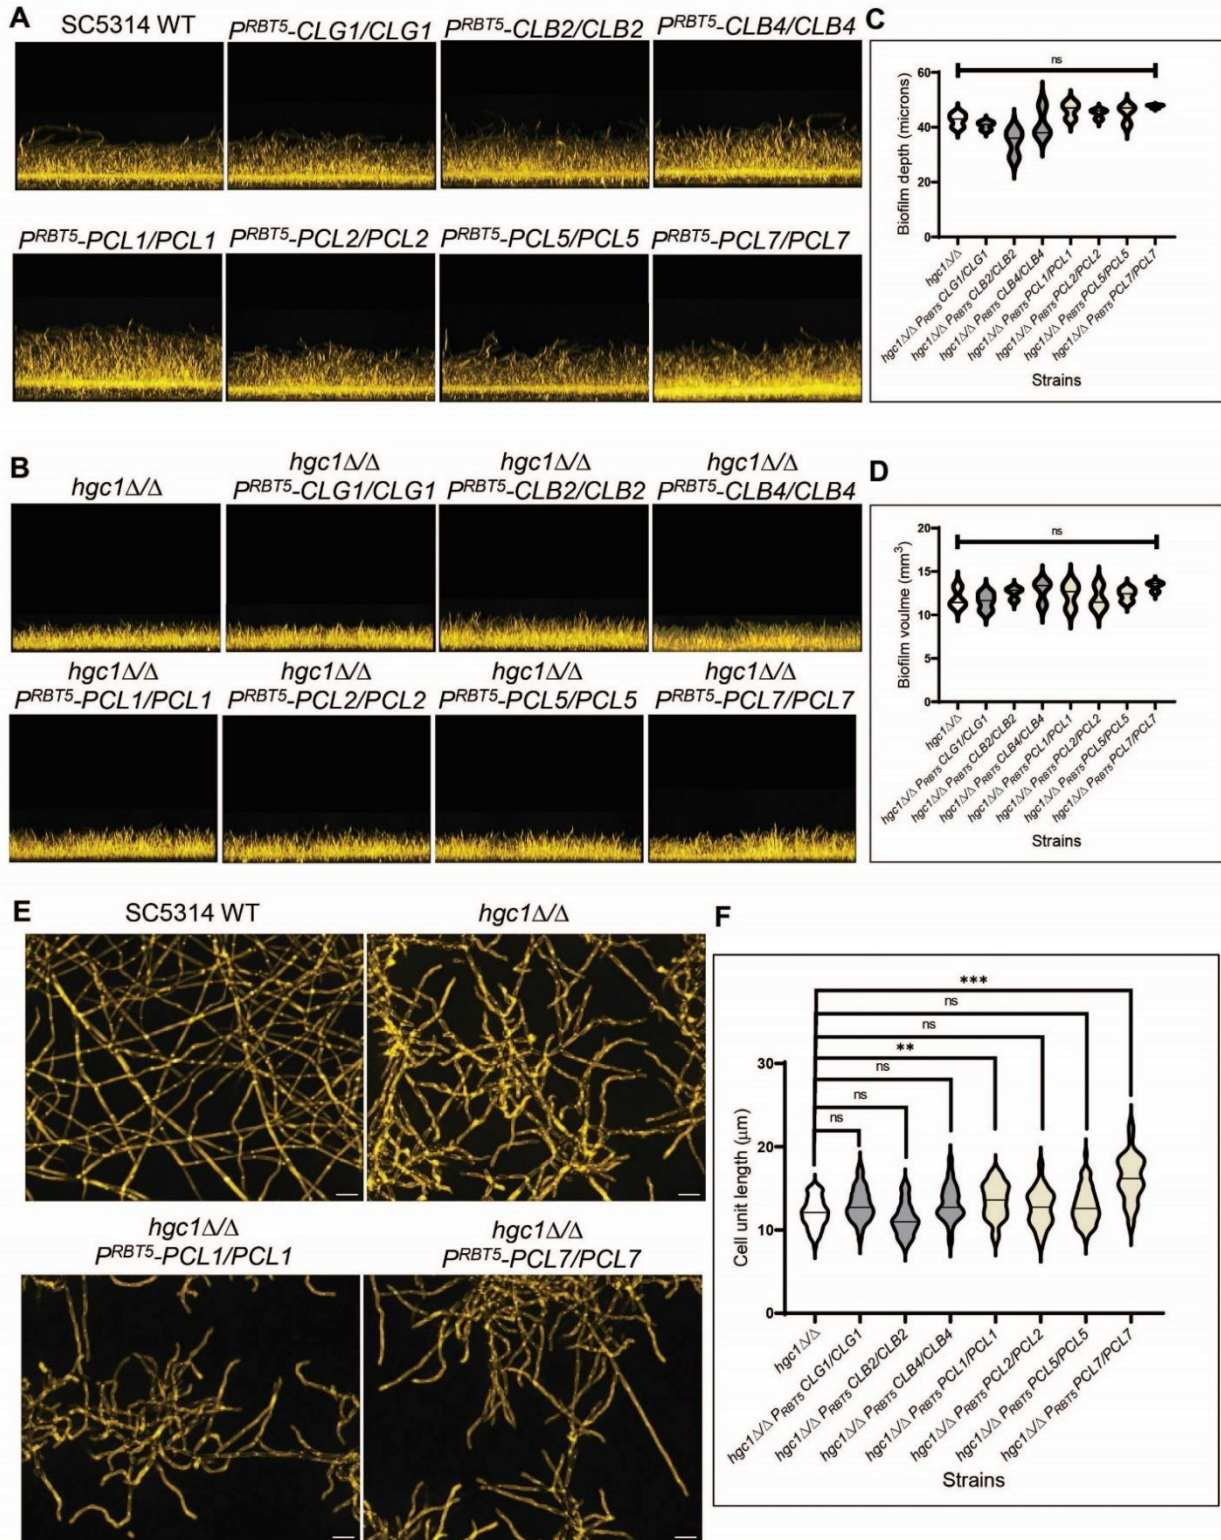 A
SC5314 WT
PRBT5-CLG1/CLG1
PRBT5-CLB2/CLB2
PRBT5-CLB4/CLB4
PRBT5-PCL1/PCL1
PRBT5-PCL2/PCL2
PRBT5-PCL5/PCL5
PRBT5-PCL7/PCL7
C
ns
60
40
20
0
Biofilm depth (microns)
hgc1Δ/Δ
hgc1Δ/Δ PRBT5 CLG1/CLG1
hgc1Δ/Δ PRBT5 CLB2/CLB2
hgc1Δ/Δ PRBT5 CLB4/CLB4
hgc1Δ/Δ PRBT5 PCL1/PCL1
hgc1Δ/Δ PRBT5 PCL2/PCL2
hgc1Δ/Δ PRBT5 PCL5/PCL5
hgc1Δ/Δ PRBT5 PCL7/PCL7
Strains
B
hgc1Δ/Δ
hgc1Δ/Δ
PRBT5-CLG1/CLG1
hgc1Δ/Δ
PRBT5-CLB2/CLB2
hgc1Δ/Δ
PRBT5-CLB4/CLB4
hgc1Δ/Δ
PRBT5-PCL1/PCL1
hgc1Δ/Δ
PRBT5-PCL2/PCL2
hgc1Δ/Δ
PRBT5-PCL5/PCL5
hgc1Δ/Δ
PRBT5-PCL7/PCL7
D
ns
20
15
10
5
0
Biofilm voulme (mm3)
hgc1Δ/Δ
hgc1Δ/Δ PRBT5 CLG1/CLG1
hgc1Δ/Δ PRBT5 CLB2/CLB2
hgc1Δ/Δ PRBT5 CLB4/CLB4
hgc1Δ/Δ PRBT5 PCL1/PCL1
hgc1Δ/Δ PRBT5 PCL2/PCL2
hgc1Δ/Δ PRBT5 PCL5/PCL5
hgc1Δ/Δ PRBT5 PCL7/PCL7
Strains
E
SC5314 WT
hgc1Δ/Δ
hgc1Δ/Δ
PRBT5-PCL1/PCL1
hgc1Δ/Δ
PRBT5-PCL7/PCL7
F
***
ns
ns
**
ns
ns
ns
30
20
10
0
Cell unit length (μm)
hgc1Δ/Δ
hgc1Δ/Δ PRBT5 CLG1/CLG1
hgc1Δ/Δ PRBT5 CLB2/CLB2
hgc1Δ/Δ PRBT5 CLB4/CLB4
hgc1Δ/Δ PRBT5 PCL1/PCL1
hgc1Δ/Δ PRBT5 PCL2/PCL2
hgc1Δ/Δ PRBT5 PCL5/PCL5
hgc1Δ/Δ PRBT5 PCL7/PCL7
Strains